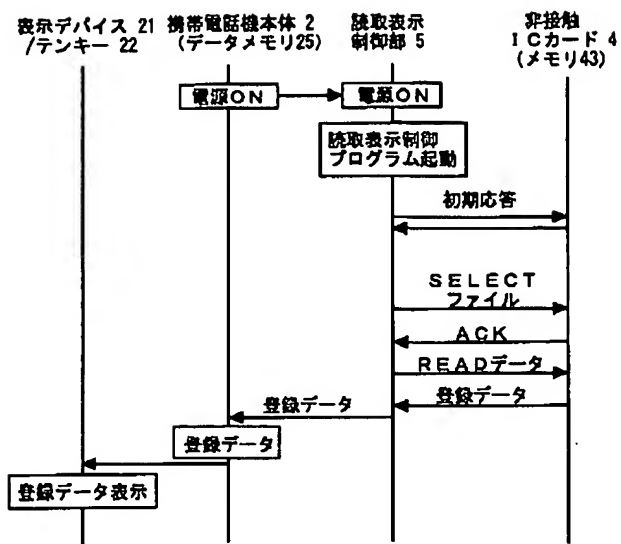 表示デバイス 21
/テンキー 22
携帯電話機本体 2
(データメモリ25)
読取表示
制御部 5
非接触
ICカード 4
(メモリ43)
電源ON
電源ON
読取表示制御
プログラム起動
初期応答
SELECT
ファイル
ACK
READデータ
登録データ
登録データ
登録データ
登録データ表示